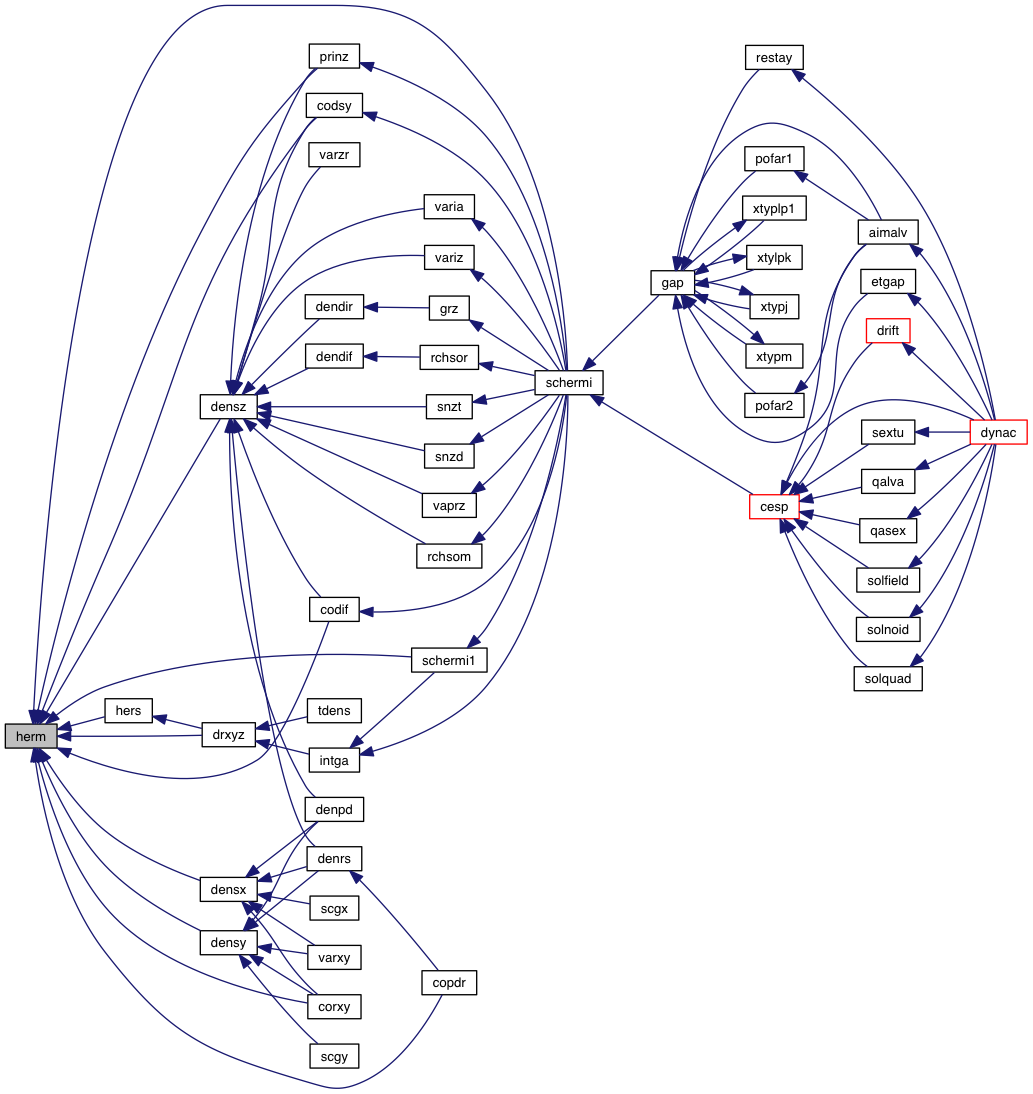 prinz
codsy
varzr
varia
variz
dendir
grz
dendif
rchsor
densz
snzt
snzd
vaprz
rchsom
schermi
codif
schermi1
herm
hers
drxyz
tdens
intga
denpd
denrs
densx
scgx
densy
varxy
corxy
scgy
copdr
restay
pofar1
xtyplp1
xtylpk
gap
xtypj
xtypm
pofar2
aimalv
etgap
drift
sextu
dynac
qalva
cesp
qasex
solfield
solnoid
solquad